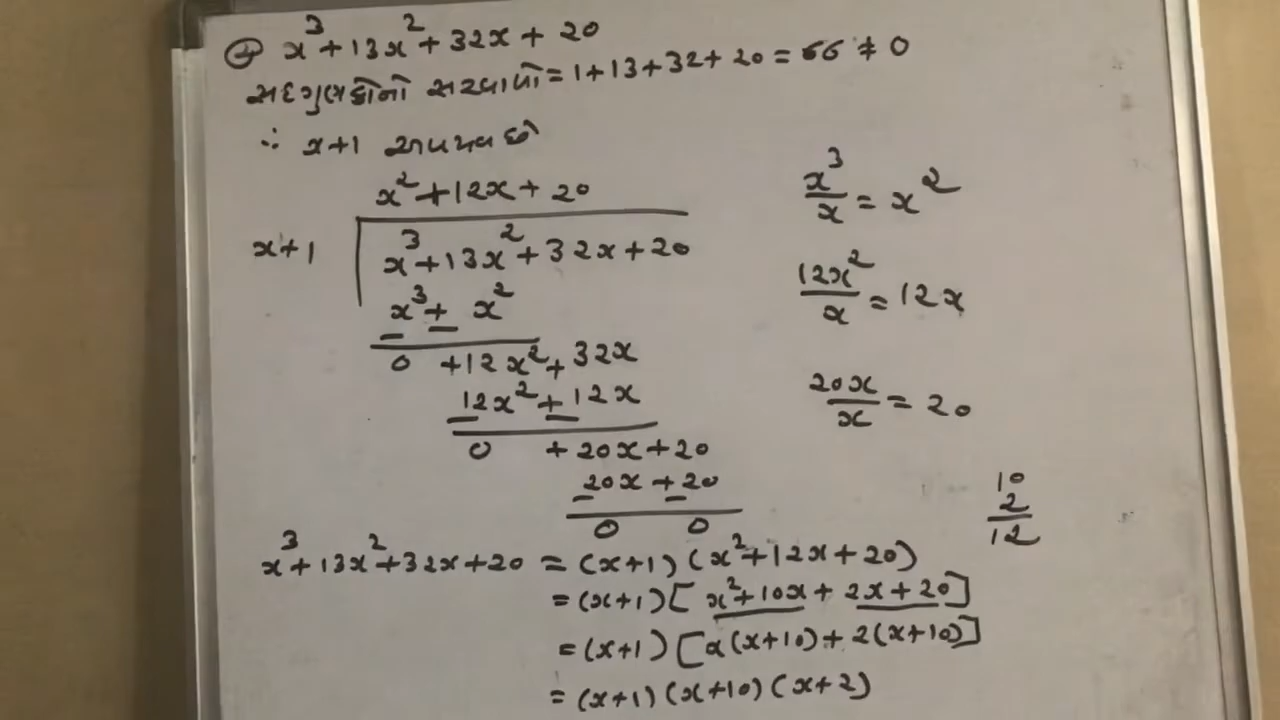 ④ x³ + 13x² + 32x + 20
સહગુણકોનો સરવાળો = 1 + 13 + 32 + 20 = 66 ≠ 0
∴ x+1 અવયવ છે
x² + 12x + 20
x+1
x³ + 13x² + 32x + 20
x³ + x²
0 + 12x² + 32x
12x² + 12x
0 + 20x + 20
20x + 20
0 0
x³/x = x²
12x²/x = 12x
20x/x = 20
10
2
12
x³ + 13x² + 32x + 20 = (x+1) (x² + 12x + 20)
= (x+1) [x² + 10x + 2x + 20]
= (x+1) [x(x+10) + 2(x+10)]
= (x+1) (x+10) (x+2)